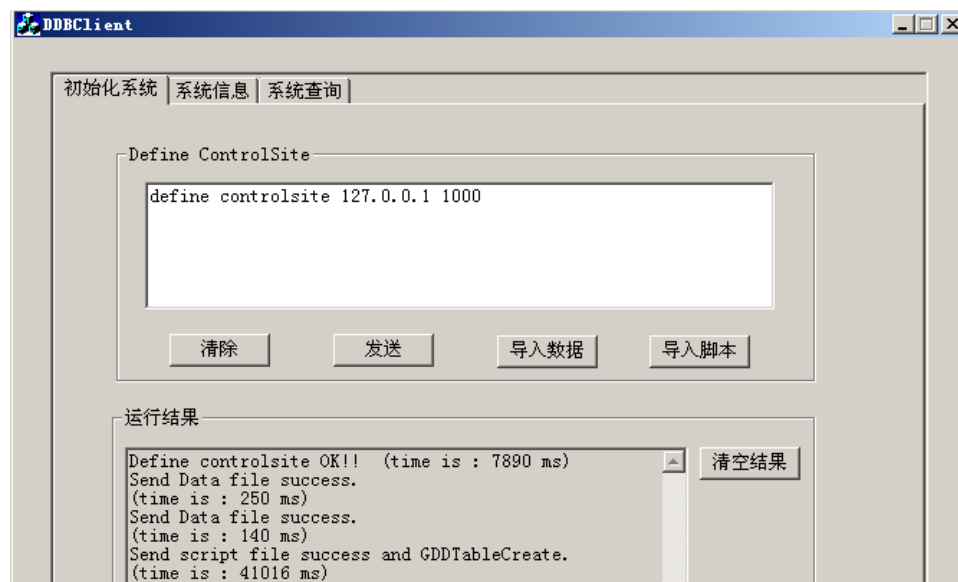 DDBClient
初始化系统 系统信息 系统查询
Define ControlSite
define controlsite 127.0.0.1 1000
清除 发送 导入数据 导入脚本
运行结果
Define controlsite OK!! (time is : 7890 ms)
清空结果
Send Data file success.
(time is : 250 ms)
Send Data file success.
(time is : 140 ms)
Send script file success and GDDTableCreate.
(time is : 41016 ms)